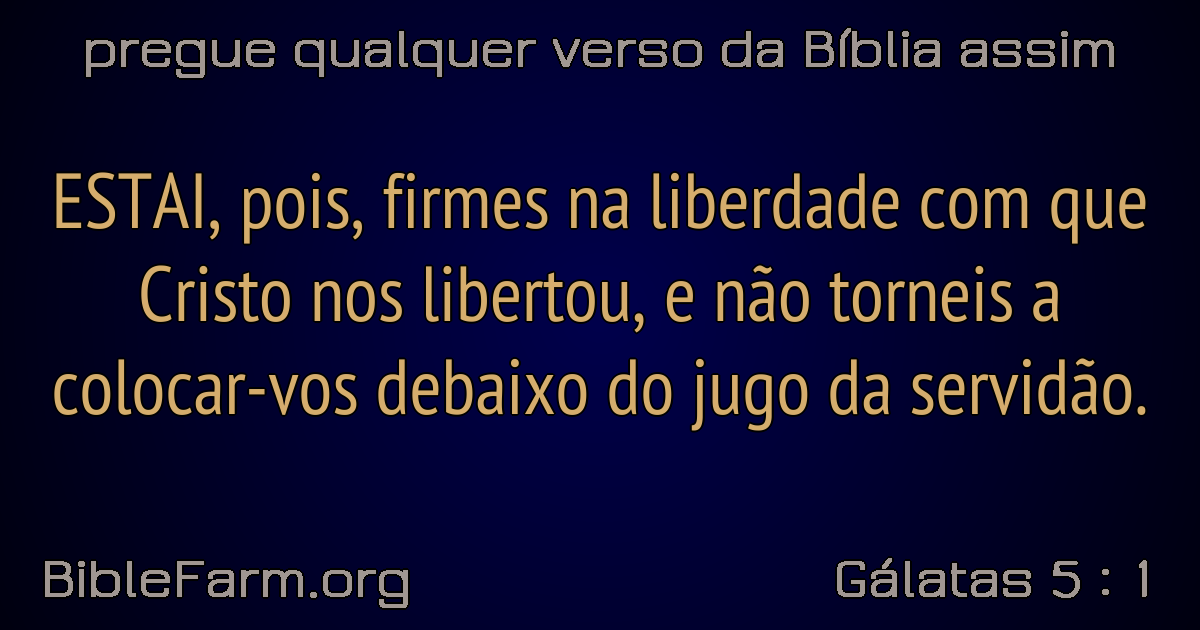 pregue qualquer verso da Bíblia assim
ESTAI, pois, firmes na liberdade com que
Cristo nos libertou, e não torneis a
colocar-vos debaixo do jugo da servidão.
BibleFarm.org
Gálatas 5 : 1